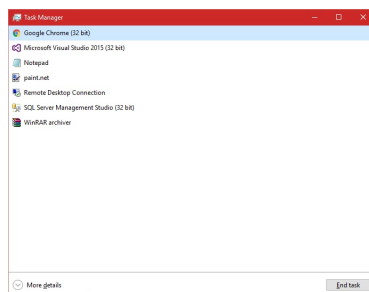 Task Manager
Google Chrome (32 bit)
Microsoft Visual Studio 2015 (32 bit)
Notepad
paint.net
Remote Desktop Connection
SQL Server Management Studio (32 bit)
WinRAR archiver
More details
End task